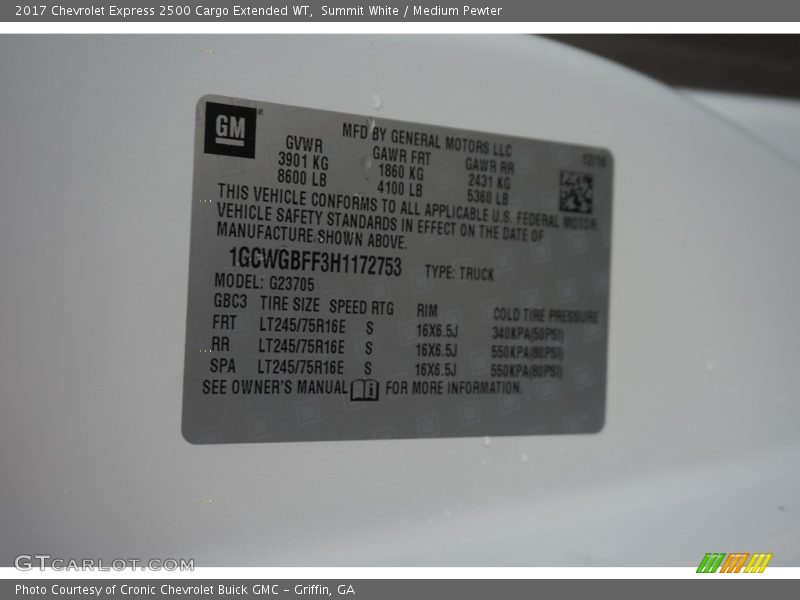 2017 Chevrolet Express 2500 Cargo Extended WT, Summit White / Medium Pewter
GM
MFD BY GENERAL MOTORS LLC 12/16
GVWR GAWR FRT GAWR RR
3901 KG 1860 KG 2431 KG
8600 LB 4100 LB 5360 LB
THIS VEHICLE CONFORMS TO ALL APPLICABLE U.S. FEDERAL MOTOR
VEHICLE SAFETY STANDARDS IN EFFECT ON THE DATE OF
MANUFACTURE SHOWN ABOVE.
1GCWGBFF3H1172753 TYPE: TRUCK
MODEL: G23705
GBC3 TIRE SIZE SPEED RTG RIM COLD TIRE PRESSURE
FRT LT245/75R16E S 16X6.5J 340KPA(50PSI)
RR LT245/75R16E S 16X6.5J 550KPA(80PSI)
SPA LT245/75R16E S 16X6.5J 550KPA(80PSI)
SEE OWNER'S MANUAL FOR MORE INFORMATION.
GTCARLOT.COM
Photo Courtesy of Cronic Chevrolet Buick GMC - Griffin, GA